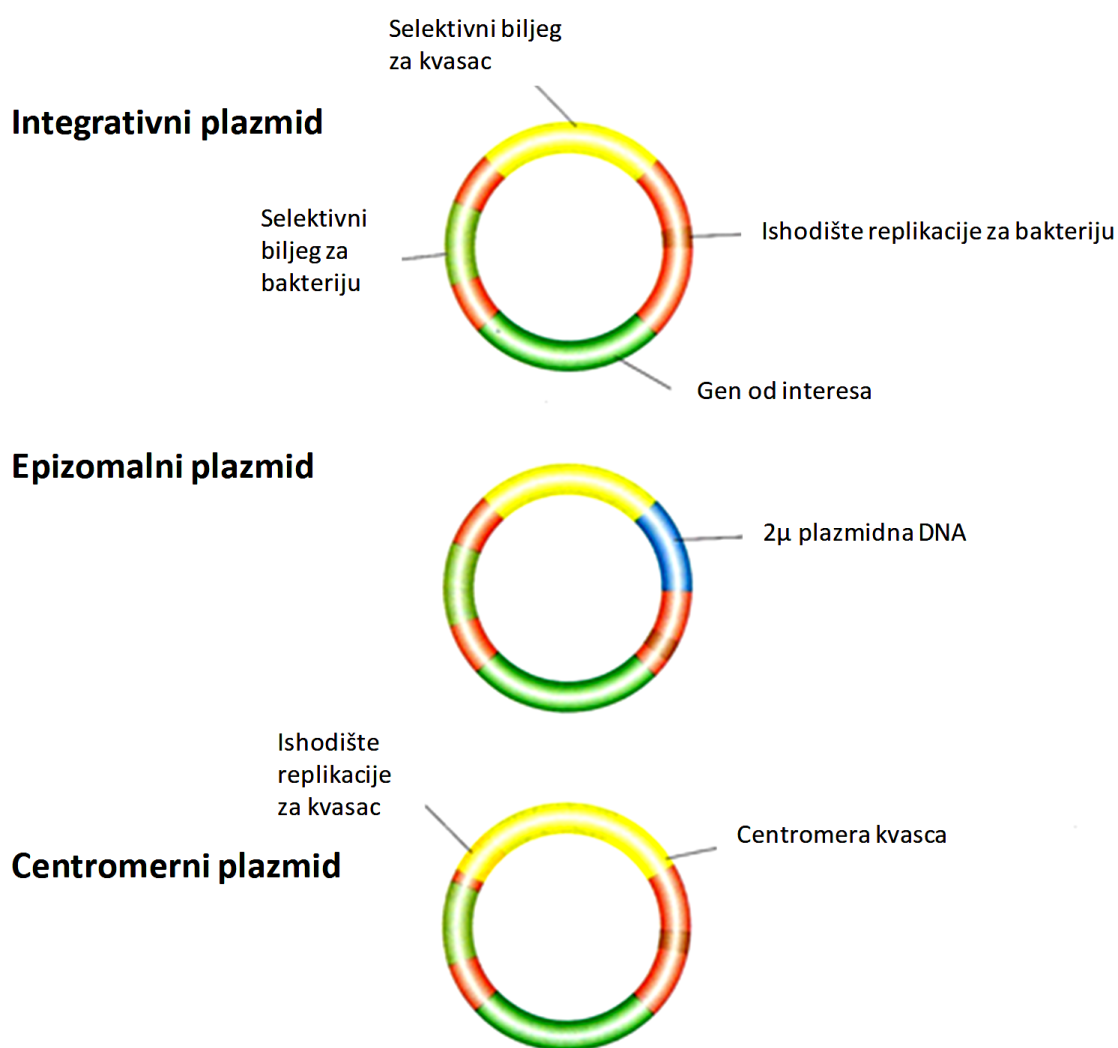 Selektivni biljeg
za kvasac
Integrativni plazmid
Selektivni
biljeg za
bakteriju
Ishodište replikacije za bakteriju
Gen od interesa
Epizomalni plazmid
2µ plazmidna DNA
Ishodište
replikacije
za kvasac
Centromera kvasca
Centromerni plazmid